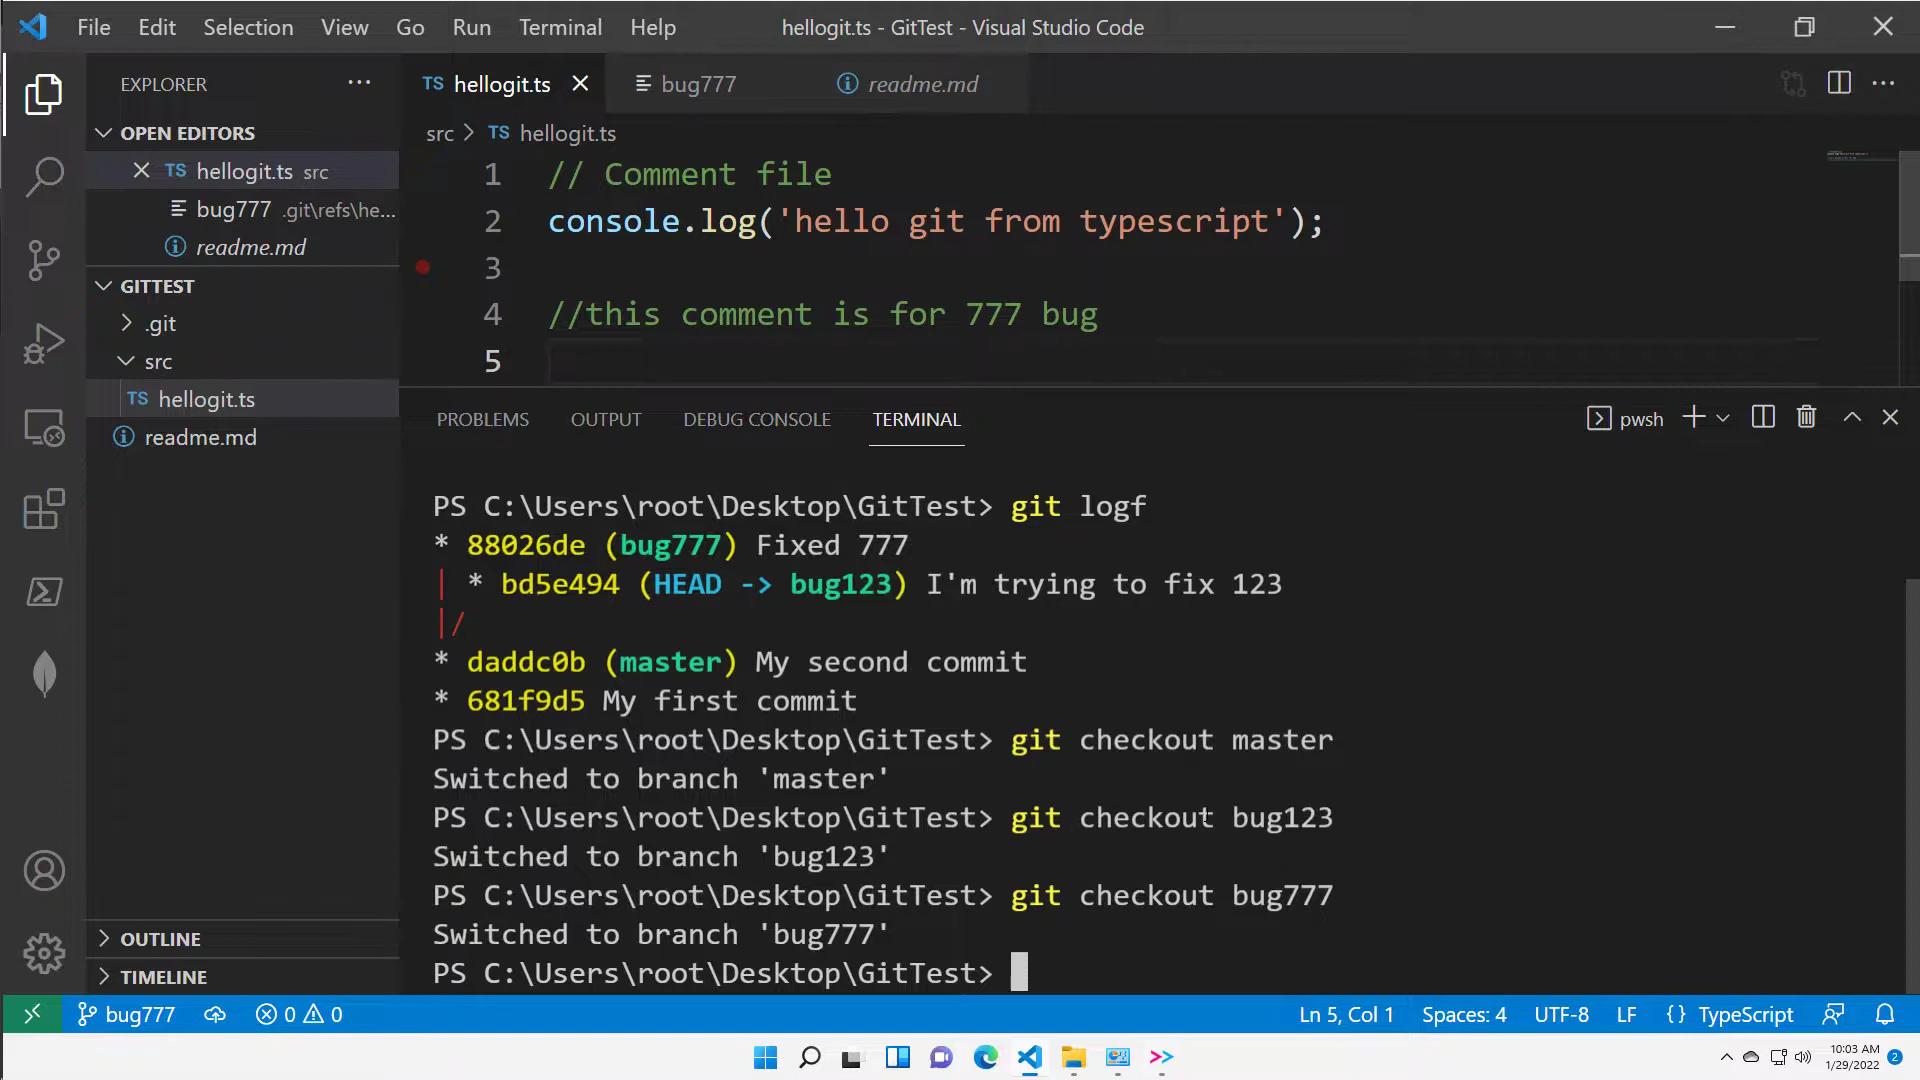 File Edit Selection View Go Run Terminal Help
hellogit.ts - GitTest - Visual Studio Code
EXPLORER
OPEN EDITORS
TS hellogit.ts src
bug777 .git\refs\he...
readme.md
GITTEST
.git
src
TS hellogit.ts
readme.md
OUTLINE
TIMELINE
TS hellogit.ts bug777 readme.md
src > TS hellogit.ts
1 // Comment file
2 console.log('hello git from typescript');
3
4 //this comment is for 777 bug
5
PROBLEMS OUTPUT DEBUG CONSOLE TERMINAL
pwsh
PS C:\Users\root\Desktop\GitTest> git logf
* 88026de (bug777) Fixed 777
| * bd5e494 (HEAD -> bug123) I'm trying to fix 123
|/
* daddc0b (master) My second commit
* 681f9d5 My first commit
PS C:\Users\root\Desktop\GitTest> git checkout master
Switched to branch 'master'
PS C:\Users\root\Desktop\GitTest> git checkout bug123
Switched to branch 'bug123'
PS C:\Users\root\Desktop\GitTest> git checkout bug777
Switched to branch 'bug777'
PS C:\Users\root\Desktop\GitTest>
bug777 0 0 Ln 5, Col 1 Spaces: 4 UTF-8 LF {} TypeScript
10:03 AM
1/29/2022
2